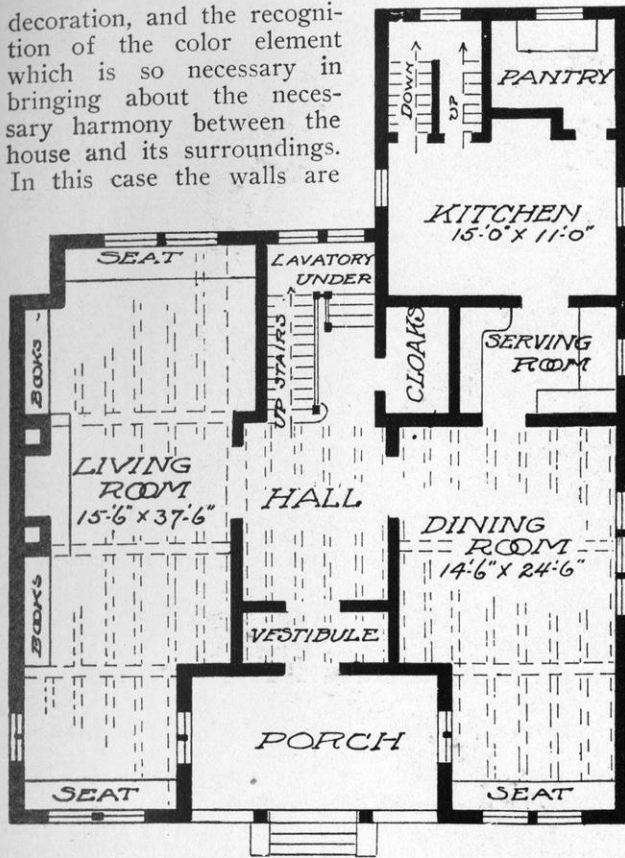 decoration, and the recogni-
tion of the color element
which is so necessary in
bringing about the neces-
sary harmony between the
house and its surroundings.
In this case the walls are
DOWN
UP
PANTRY
KITCHEN
15'-0" X 11'-0"
SEAT
LAVATORY
UNDER
BOOKS
UP STAIRS
CLOAKS
SERVING
ROOM
LIVING
ROOM
15'-6" X 37'-6"
HALL
DINING
ROOM
14'-6" X 24'-6"
BOOKS
VESTIBULE
PORCH
SEAT
SEAT